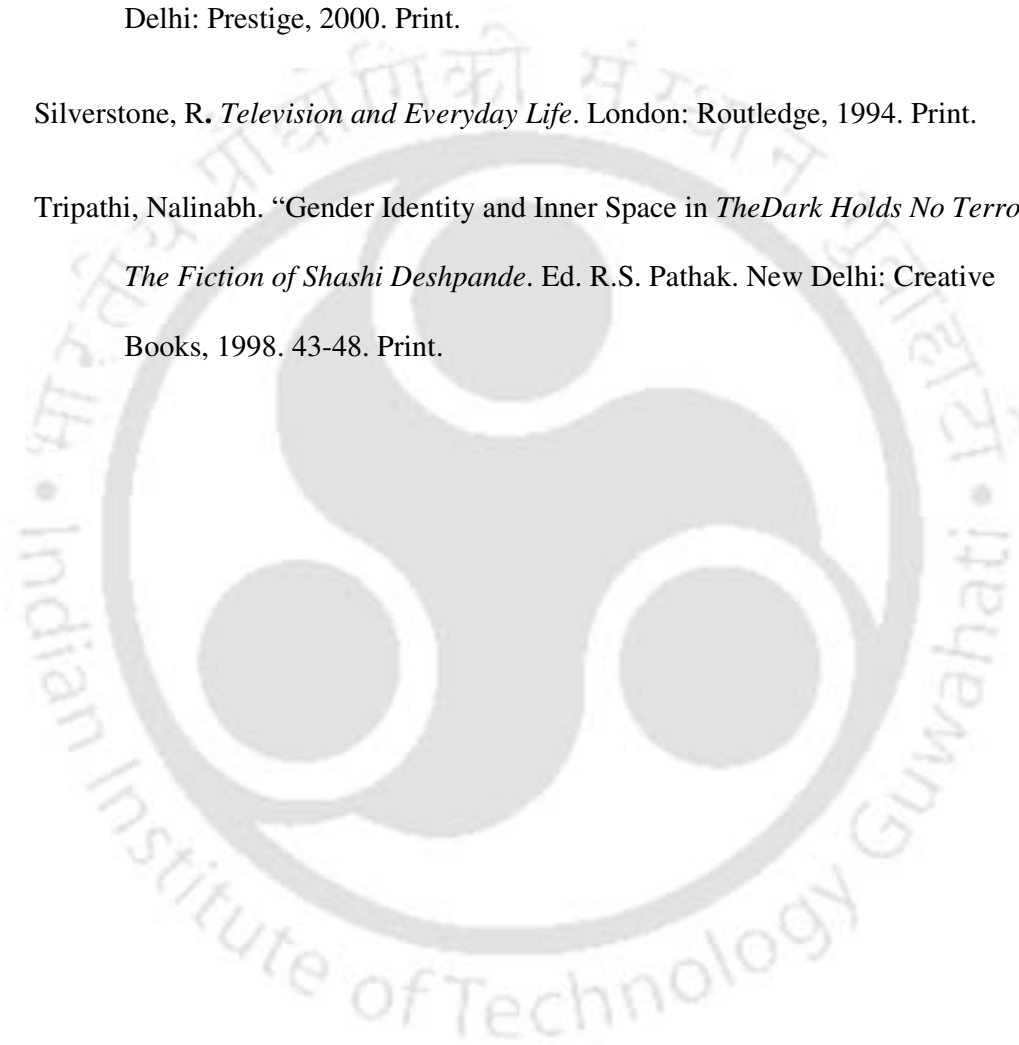 Delhi: Prestige, 2000. Print.
Silverstone, R. Television and Everyday Life. London: Routledge, 1994. Print.
Tripathi, Nalinabh. “Gender Identity and Inner Space in TheDark Holds No Terro
The Fiction of Shashi Deshpande. Ed. R.S. Pathak. New Delhi: Creative
Books, 1998. 43-48. Print.
भारतीय प्रौद्योगिकी संस्थान गुवाहाटी
Indian Institute of Technology Guwahati